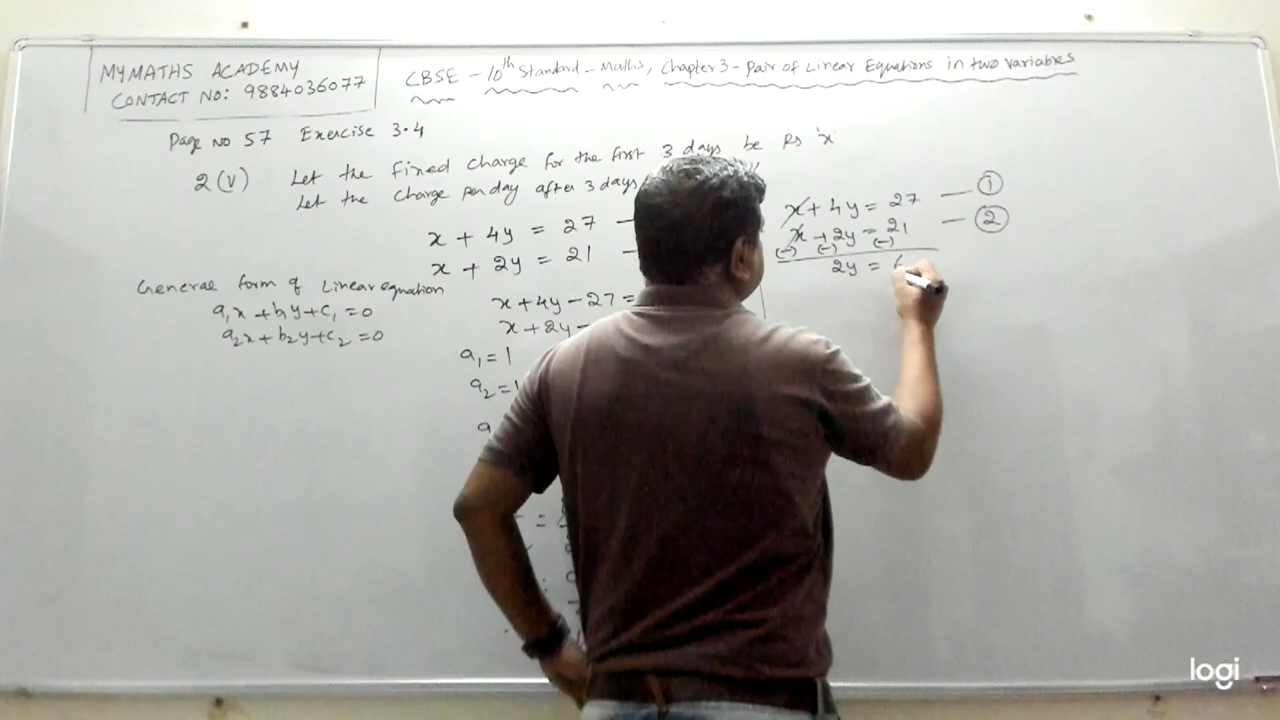 MYMATHS ACADEMY
CONTACT NO: 9884036077
CBSE - 10th Standard - Maths, Chapter 3 - Pair of Linear Equations in two variables
Page no 57 Exercise 3.4
2 (v) Let the fixed charge for the first 3 days be Rs 'x'
Let the charge per day after 3 days
x + 4y = 27 -
x + 2y = 21 -
General form of Linear equation
a₁x + b₁y + c₁ = 0
a₂x + b₂y + c₂ = 0
x + 4y - 27 =
x + 2y -
a₁ = 1
a₂ = 1
a
=
x + 4y = 27 — ①
x + 2y = 21 — ②
(-) (-) (-)
2y =
logi